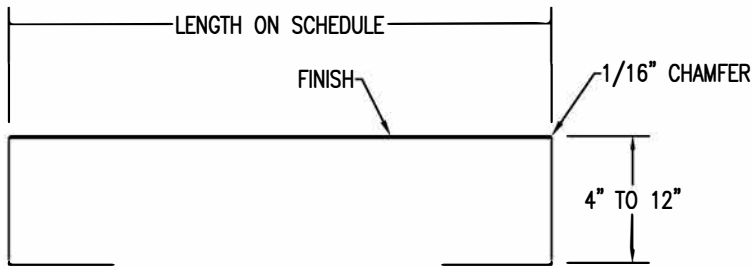 LENGTH ON SCHEDULE
FINISH
1/16" CHAMFER
4" TO 12"